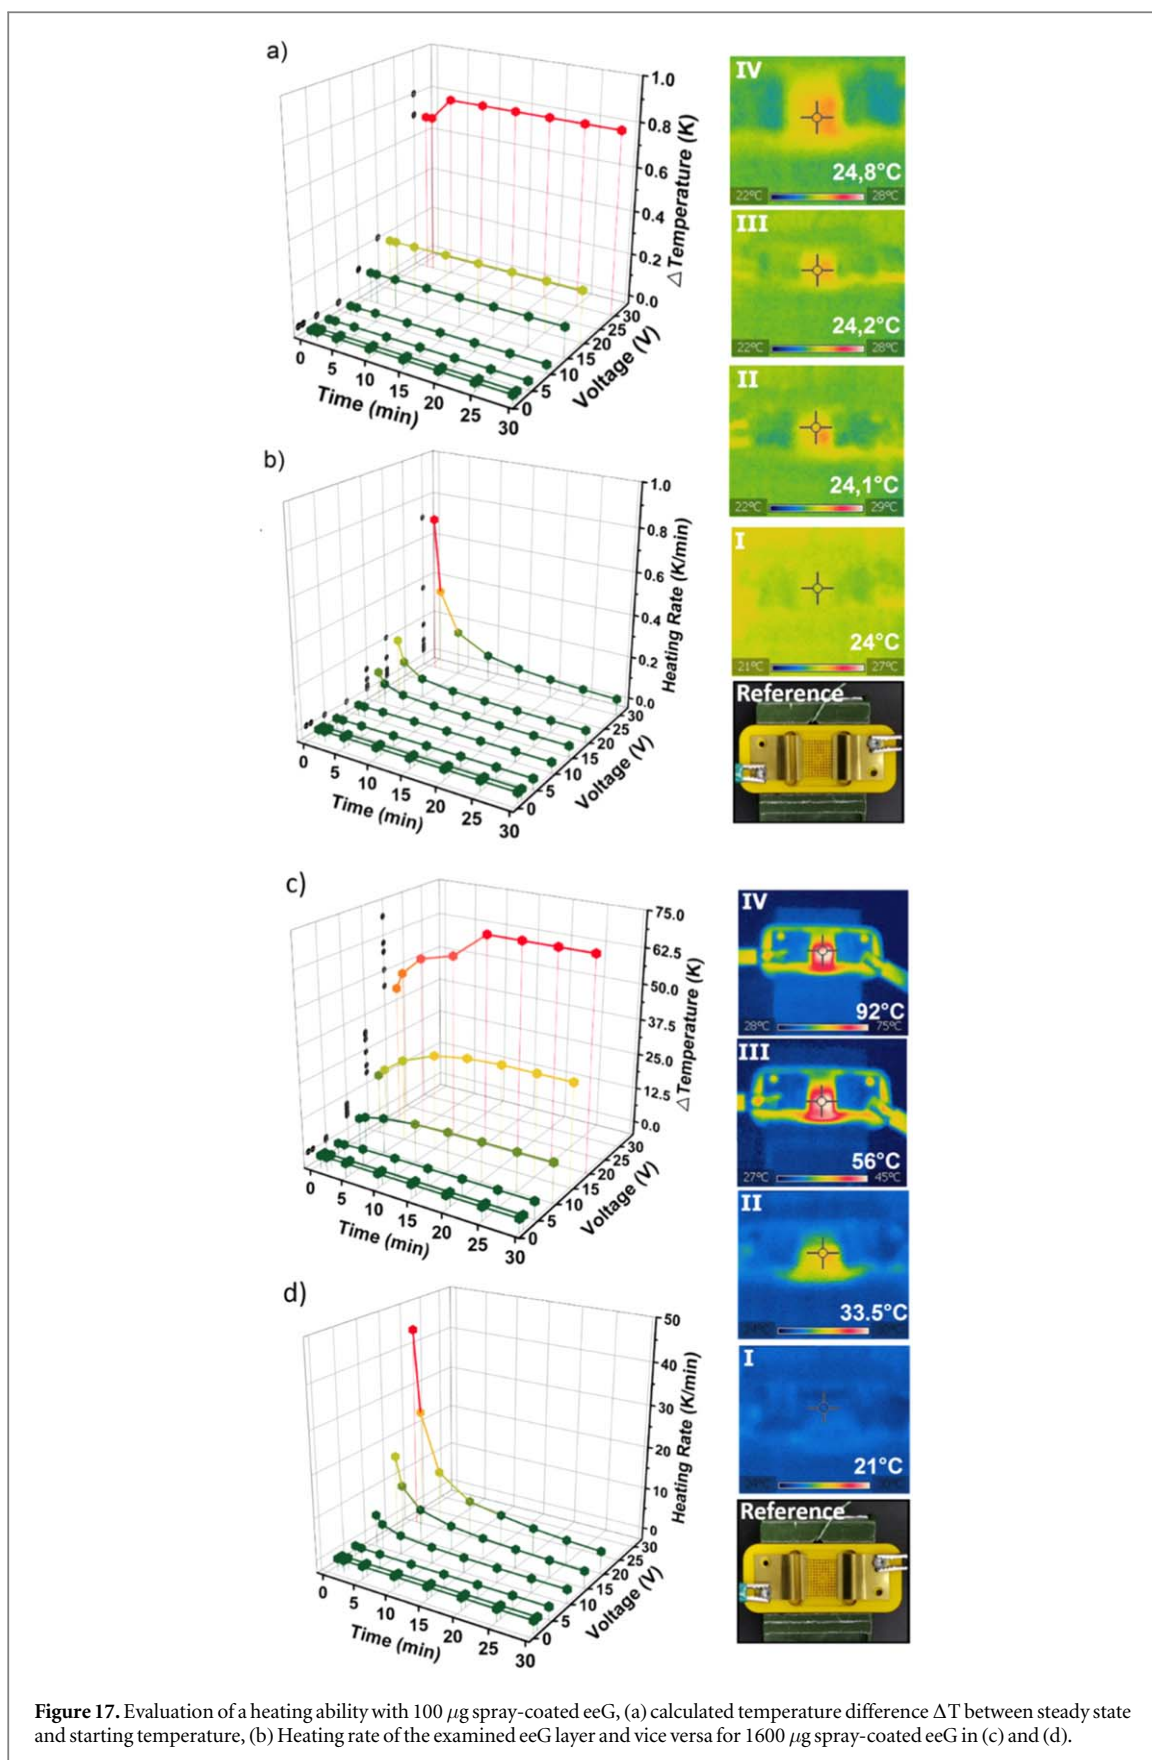 a)
1.0
0.8
0.6
0.4
0.2
0.0
△Temperature (K)
0
5
10
15
20
25
30
Time (min)
0
5
10
15
20
25
30
Voltage (V)
IV
24,8°C
22°C
28°C
III
24,2°C
22°C
28°C
II
24,1°C
22°C
29°C
I
24°C
21°C
27°C
Reference
b)
1.0
0.8
0.6
0.4
0.2
0.0
Heating Rate (K/min)
0
5
10
15
20
25
30
Time (min)
0
5
10
15
20
25
30
Voltage (V)
c)
75.0
62.5
50.0
37.5
25.0
12.5
0.0
△Temperature (K)
0
5
10
15
20
25
30
Time (min)
0
5
10
15
20
25
30
Voltage (V)
IV
92°C
28°C
75°C
III
56°C
27°C
45°C
II
33.5°C
I
21°C
Reference
d)
50
40
30
20
10
0
Heating Rate (K/min)
0
5
10
15
20
25
30
Time (min)
0
5
10
15
20
25
30
Voltage (V)
Figure 17. Evaluation of a heating ability with 100 μg spray-coated eeG, (a) calculated temperature difference ΔT between steady state
and starting temperature, (b) Heating rate of the examined eeG layer and vice versa for 1600 μg spray-coated eeG in (c) and (d).